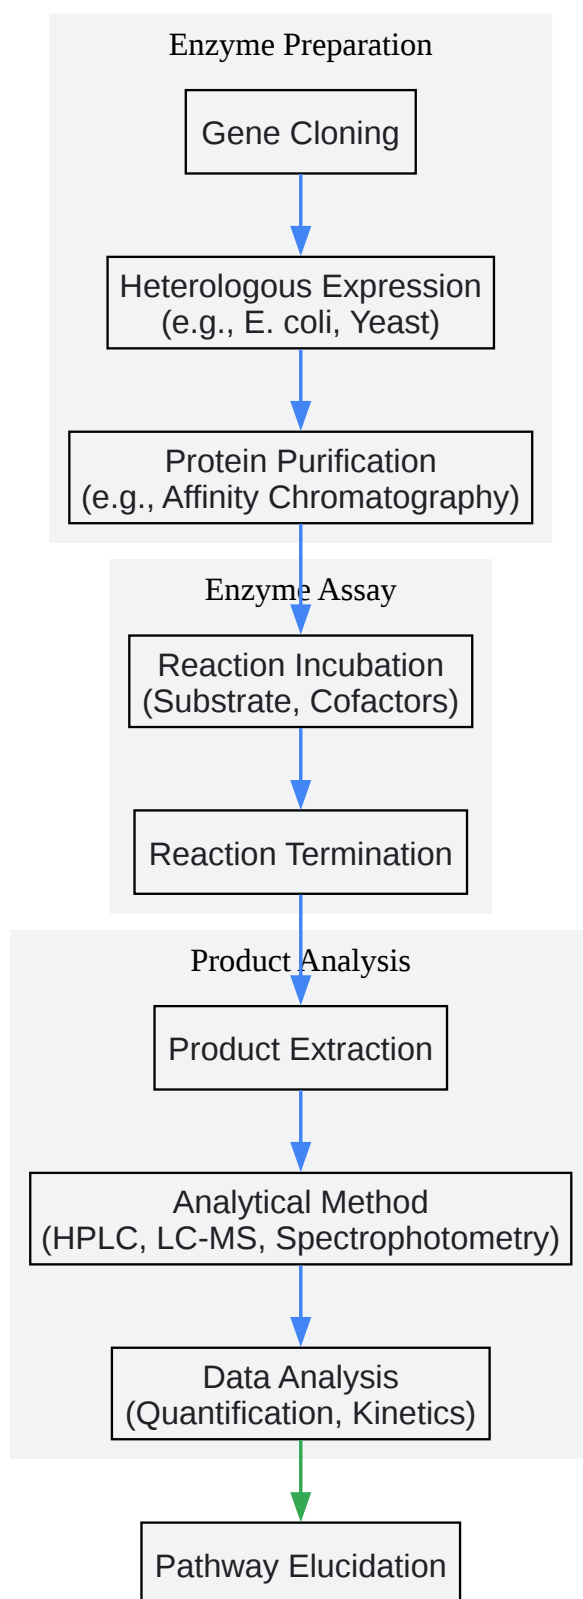 Enzyme Preparation
Gene Cloning
Heterologous Expression
(e.g., E. coli, Yeast)
Protein Purification
(e.g., Affinity Chromatography)
Enzyme Assay
Reaction Incubation
(Substrate, Cofactors)
Reaction Termination
Product Analysis
Product Extraction
Analytical Method
(HPLC, LC-MS, Spectrophotometry)
Data Analysis
(Quantification, Kinetics)
Pathway Elucidation